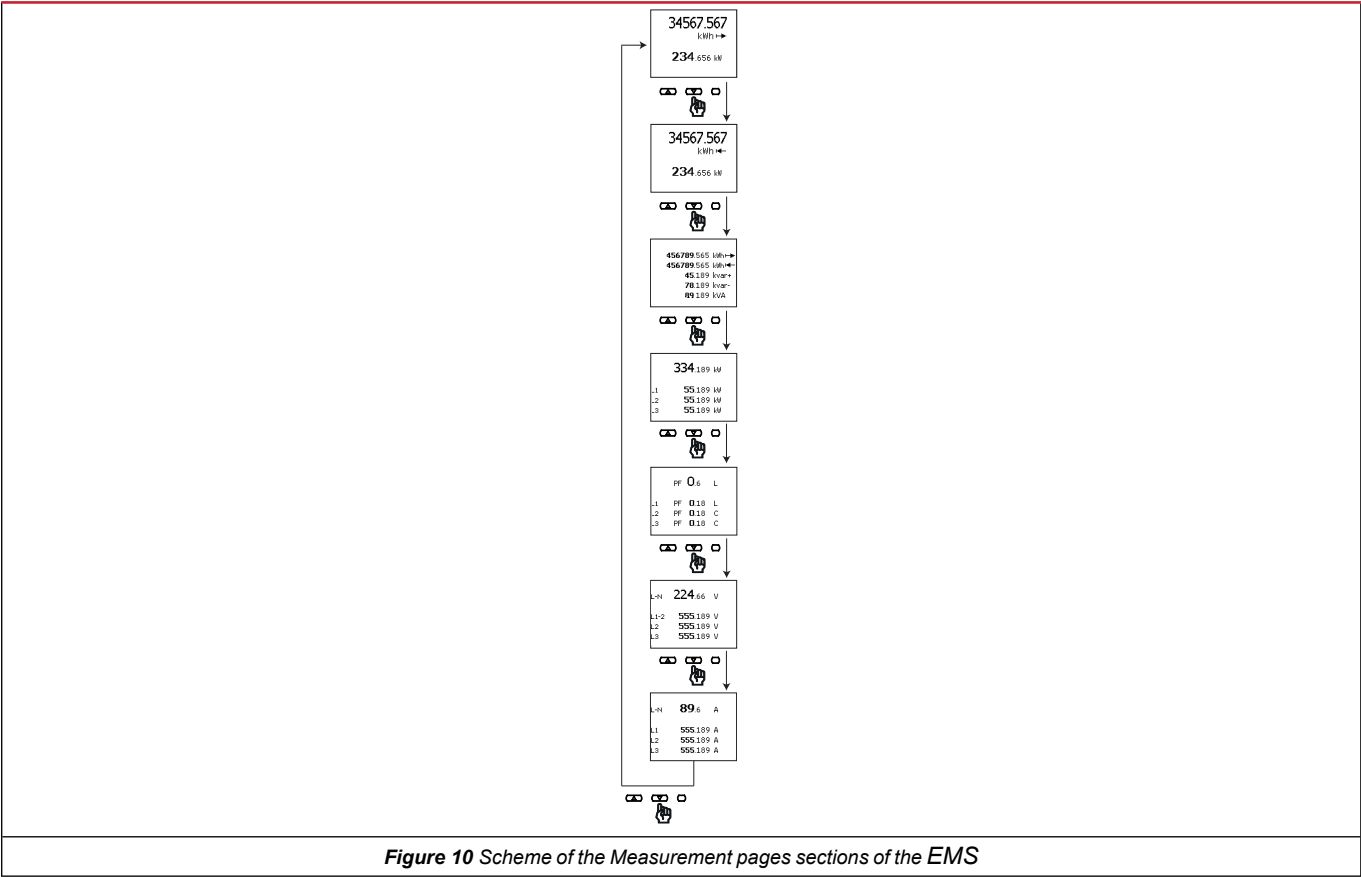 34567.567
kWh
234.656 kW
34567.567
kWh
234.656 kW
456789.565 kWh
456789.565 kWh
45.189 kvar+
78.189 kvar-
89.189 kVA
334.189 kW
L1 55.189 kW
L2 55.189 kW
L3 55.189 kW
PF 0.6 L
L1 PF 0.18 L
L2 PF 0.18 C
L3 PF 0.18 C
L-N 224.66 V
L1-2 555.189 V
L2 555.189 V
L3 555.189 V
L-N 89.6 A
L1 555.189 A
L2 555.189 A
L3 555.189 A
Figure 10 Scheme of the Measurement pages sections of the EMS